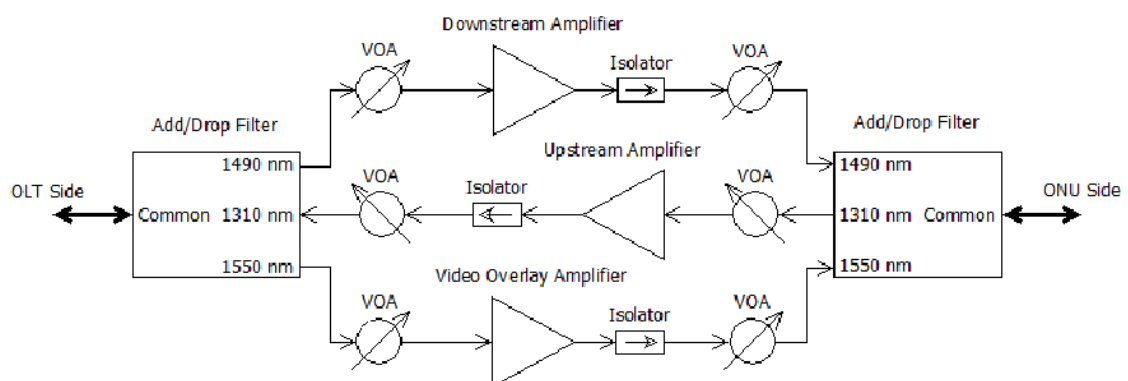 Downstream Amplifier
VOA
Isolator
VOA
Add/Drop Filter
Add/Drop Filter
1490 nm
Upstream Amplifier
1490 nm
OLT Side
VOA
Isolator
VOA
ONU Side
Common
1310 nm
1310 nm
Common
1550 nm
Video Overlay Amplifier
1550 nm
VOA
Isolator
VOA